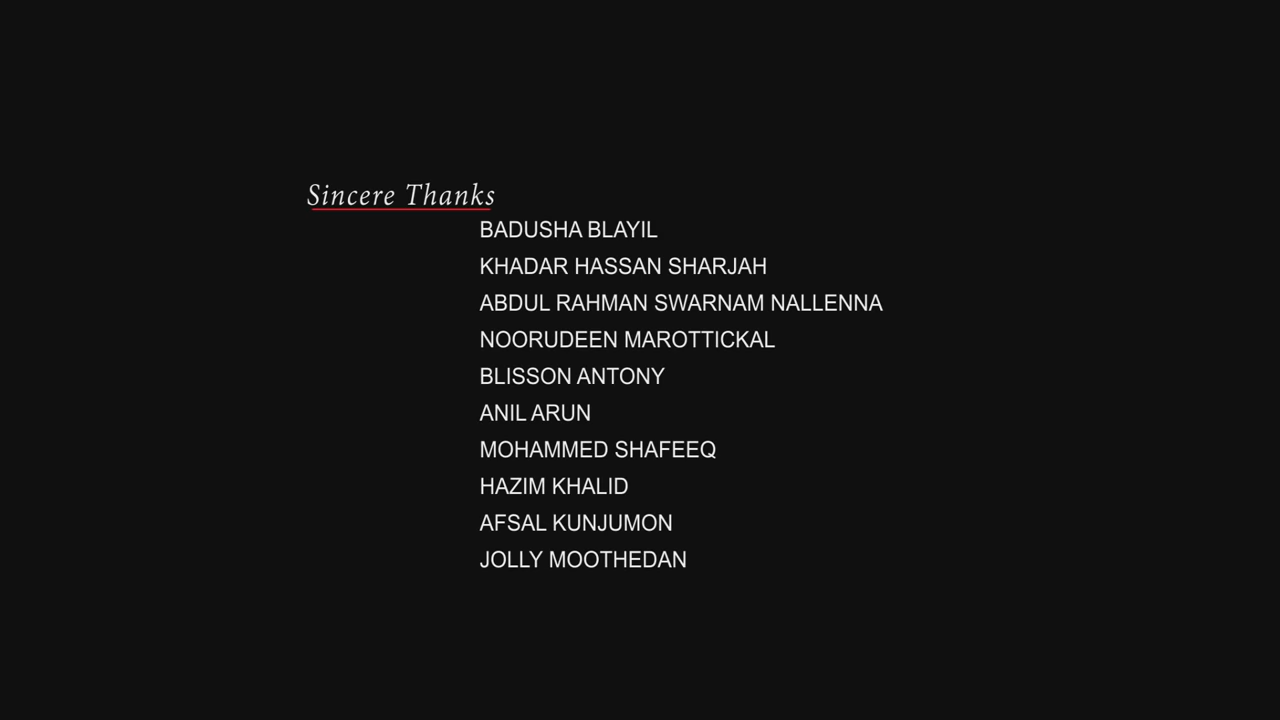 Sincere Thanks
BADUSHA BLAYIL
KHADAR HASSAN SHARJAH
ABDUL RAHMAN SWARNAM NALLENNA
NOORUDEEN MAROTTICKAL
BLISSON ANTONY
ANIL ARUN
MOHAMMED SHAFEEQ
HAZIM KHALID
AFSAL KUNJUMON
JOLLY MOOTHEDAN